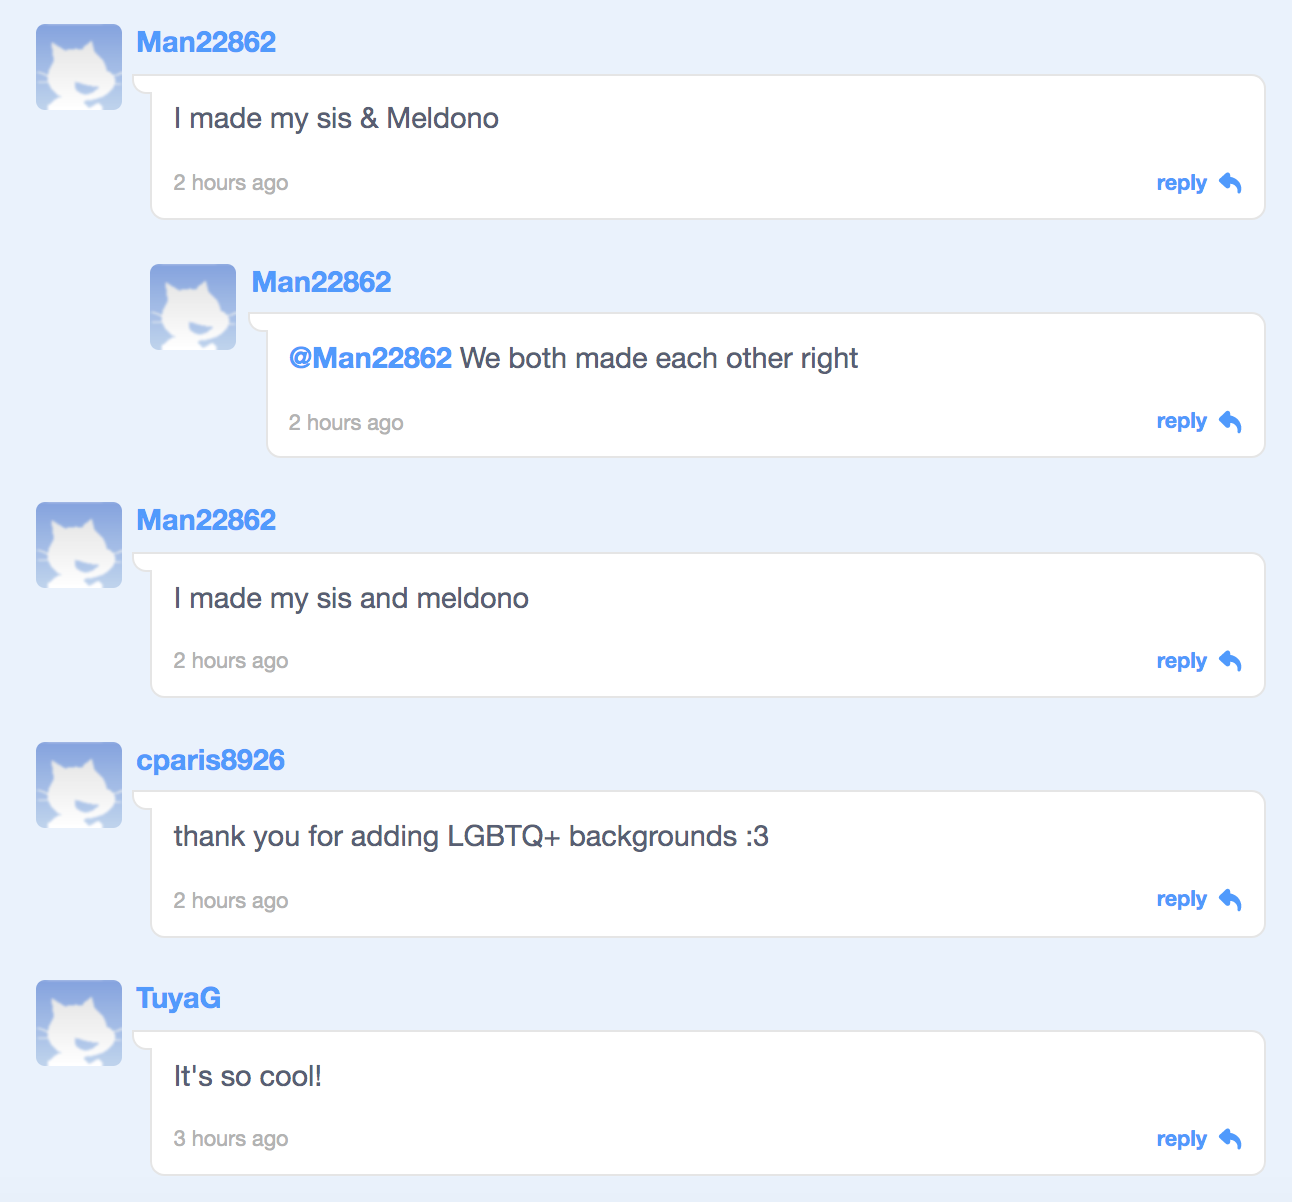 Man22862
I made my sis & Meldono
2 hours ago
reply
Man22862
@Man22862 We both made each other right
2 hours ago
reply
Man22862
I made my sis and meldono
2 hours ago
reply
cparis8926
thank you for adding LGBTQ+ backgrounds :3
2 hours ago
reply
TuyaG
It's so cool!
3 hours ago
reply